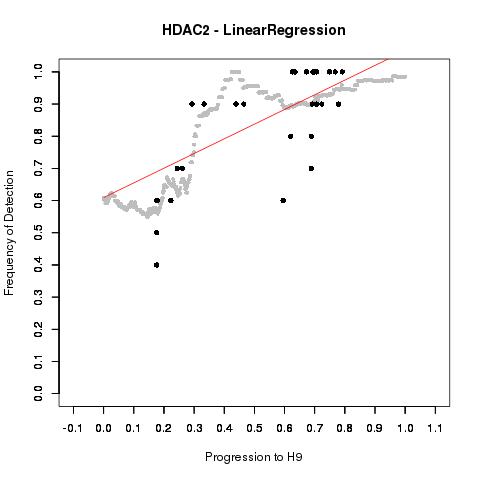 HDAC2 - LinearRegression
Frequency of Detection
1.0
0.9
0.8
0.7
0.6
0.5
0.4
0.3
0.2
0.1
0.0
-0.1 0.0 0.1 0.2 0.3 0.4 0.5 0.6 0.7 0.8 0.9 1.0 1.1
Progression to H9